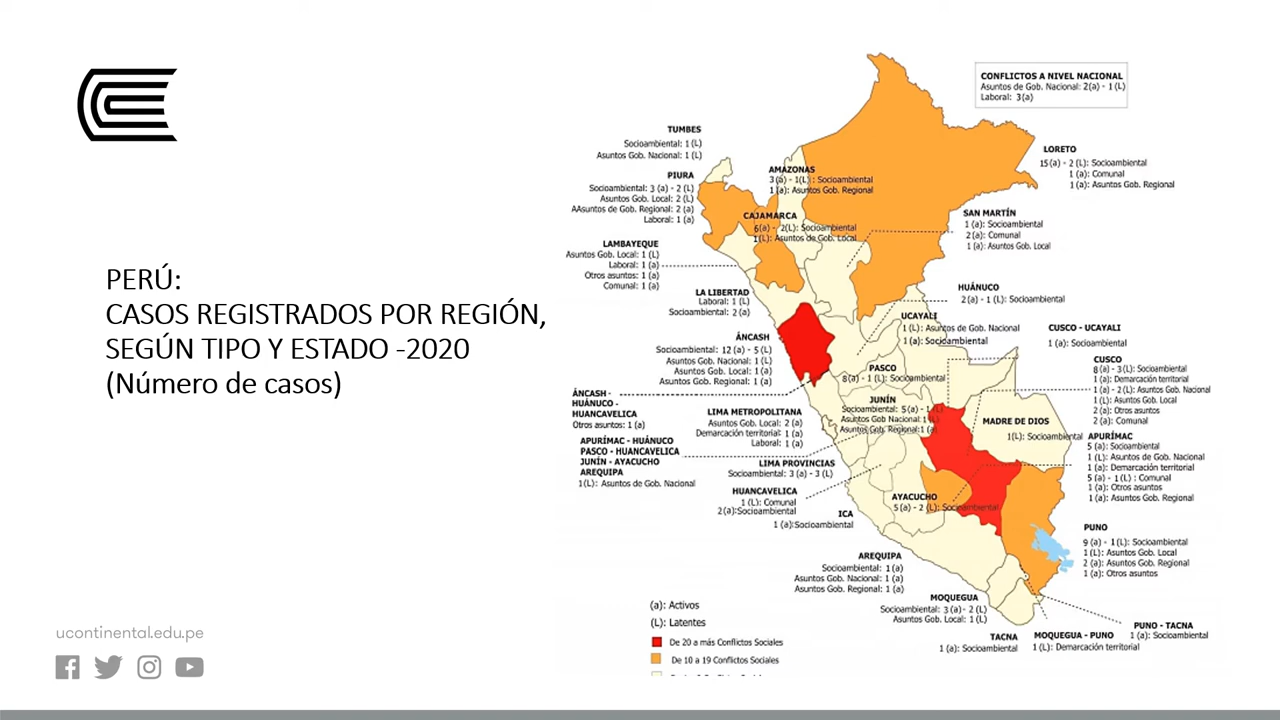 PERÚ:
CASOS REGISTRADOS POR REGIÓN,
SEGÚN TIPO Y ESTADO -2020
(Número de casos)
ucontinental.edu.pe
CONFLICTOS A NIVEL NACIONAL
Asuntos de Gob. Nacional: 2(a) - 1 (L)
Laboral: 3(a)
TUMBES
Socioambiental: 1 (L)
Asuntos Gob. Nacional: 1 (L)
PIURA
Socioambiental: 3 (a) - 2 (L)
Asuntos Gob. Local: 2 (L)
AAsuntos de Gob. Regional: 2 (a)
Laboral: 1 (a)
LAMBAYEQUE
Asuntos Gob. Local: 1 (L)
Laboral: 1 (a)
Otros asuntos: 1 (a)
Comunal: 1 (a)
LA LIBERTAD
Laboral: 1 (L)
Socioambiental: 2 (a)
ÁNCASH
Socioambiental: 12 (a) - 5 (L)
Asuntos Gob. Nacional: 1 (L)
Asuntos Gob. Local: 1 (a)
Asuntos Gob. Regional: 1 (a)
ÁNCASH -
HUÁNUCO -
HUANCAVELICA
Otros asuntos: 1 (a)
APURÍMAC - HUÁNUCO
PASCO - HUANCAVELICA
JUNÍN - AYACUCHO
AREQUIPA
1(L): Asuntos de Gob. Nacional
LIMA METROPOLITANA
Asuntos Gob. Local: 2 (a)
Demarcación territorial: 1 (a)
Laboral: 1 (a)
LIMA PROVINCIAS
Socioambiental: 3 (a) - 3 (L)
HUANCAVELICA
1 (L): Comunal
2 (a):Socioambiental
ICA
1 (a):Socioambiental
AREQUIPA
Socioambiental: 1 (a)
Asuntos Gob. Nacional: 1 (a)
Asuntos Gob. Regional: 1 (a)
MOQUEGUA
Socioambiental: 3 (a) - 2 (L)
Asuntos Gob. Local: 1 (L)
TACNA
1 (a): Socioambiental
MOQUEGUA - PUNO
1 (L): Demarcación territorial
PUNO - TACNA
1 (a): Socioambiental
AMAZONAS
3 (a) - 1(L) : Socioambiental
1 (a): Asuntos Gob. Regional
CAJAMARCA
6(a) - 2(L): Socioambiental
1(L): Asuntos de Gob. Local
LORETO
15 (a) - 2 (L): Socioambiental
1 (a): Comunal
1 (a): Asuntos Gob. Regional
SAN MARTÍN
1 (a): Socioambiental
2 (a): Comunal
1 (a): Asuntos Gob. Local
HUÁNUCO
2 (a) - 1 (L): Socioambiental
UCAYALI
1 (L): Asuntos de Gob. Nacional
1 (a): Socioambiental
CUSCO - UCAYALI
1 (a): Socioambiental
PASCO
8(a) - 1 (L): Socioambiental
JUNÍN
Socioambiental: 5 (a) - 1(L)
Asuntos Gob Nacional: 1(L)
Asuntos Gob. Regional: 1 (a)
CUSCO
8 (a) - 3 (L): Socioambiental
1 (a): Demarcación territorial
1 (a) - 2 (L): Asuntos Gob. Nacional
1 (L): Asuntos Gob. Local
2 (a): Otros asuntos
2 (a): Comunal
MADRE DE DIOS
1(L): Socioambiental
APURÍMAC
5 (a): Socioambiental
1 (L): Asuntos de Gob. Nacional
1 (a): Demarcación territorial
5 (a) - 1 (L) : Comunal
1 (a): Otros asuntos
1 (a): Asuntos Gob. Regional
AYACUCHO
5 (a) - 2 (L): Socioambiental
PUNO
9 (a) - 1 (L): Socioambiental
1 (L): Asuntos Gob. Local
2 (a): Asuntos Gob. Regional
1 (a): Otros asuntos
(a): Activos
(L): Latentes
De 20 a más Conflictos Sociales
De 10 a 19 Conflictos Sociales